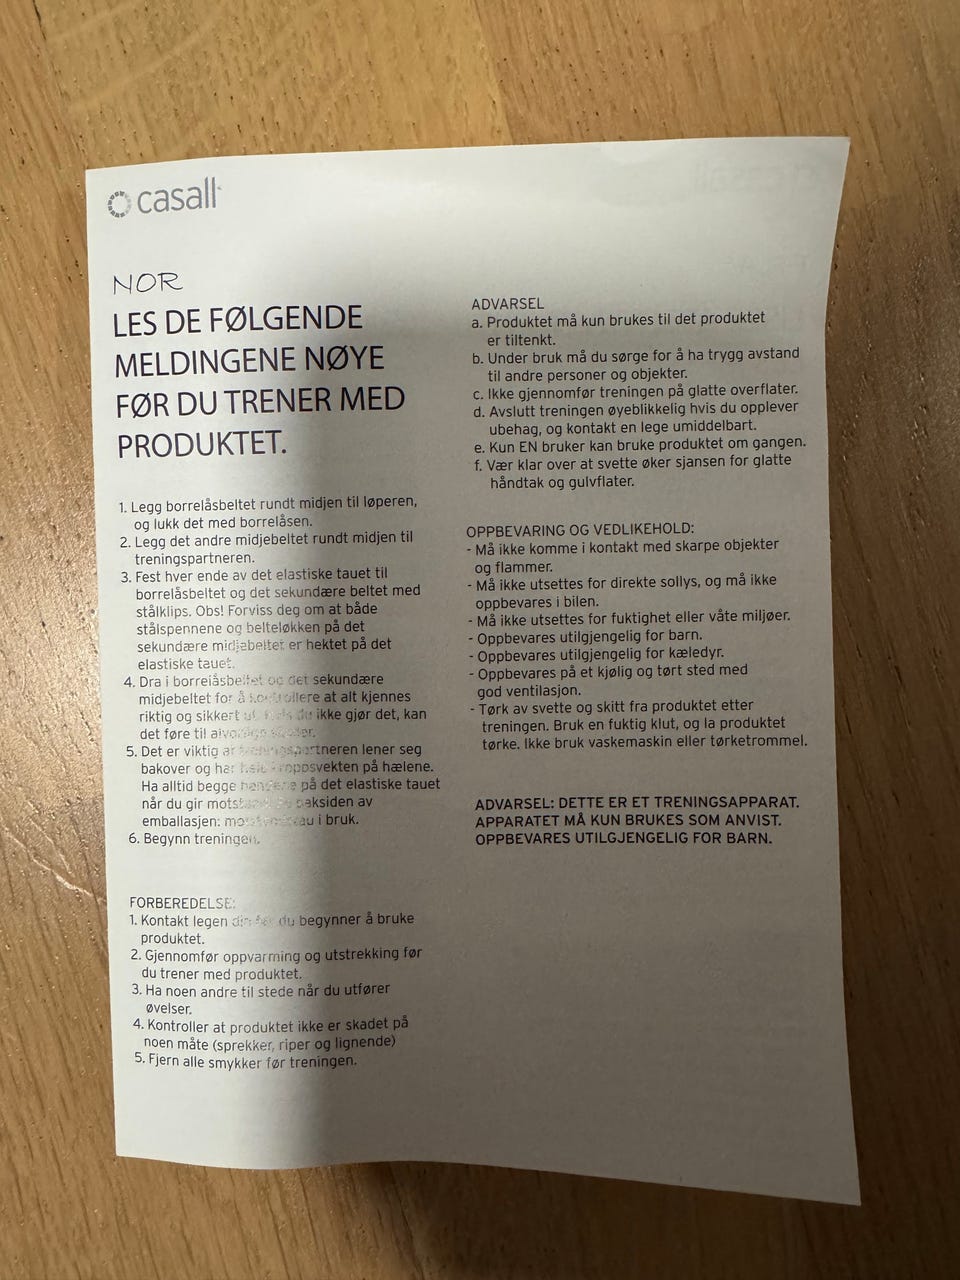 casall
NOR
LES DE FØLGENDE
MELDINGENE NØYE
FØR DU TRENER MED
PRODUKTET.
1. Legg borrelåsbeltet rundt midjen til løperen,
og lukk det med borrelåsen.
2. Legg det andre midjebeltet rundt midjen til
treningspartneren.
3. Fest hver ende av det elastiske tauet til
borrelåsbeltet og det sekundære beltet med
stålklips. Obs! Forviss deg om at både
stålspennene og belteløkken på det
sekundære midjebeltet er hektet på det
elastiske tauet.
4. Dra i borrelåsbeltet og det sekundære
midjebeltet for å kontrollere at alt kjennes
riktig og sikkert ikke gjør det, kan
det føre til
5. Det er viktig at treningspartneren lener seg
bakover og har kroppsvekten på hælene.
Ha alltid begge hendene på det elastiske tauet
når du gir baksiden av
emballasjen: i bruk.
6. Begynn treningen.
FORBEREDELSE:
1. Kontakt legen din før du begynner å bruke
produktet.
2. Gjennomfør oppvarming og utstrekking før
du trener med produktet.
3. Ha noen andre til stede når du utfører
øvelser.
4. Kontroller at produktet ikke er skadet på
noen måte (sprekker, riper og lignende)
5. Fjern alle smykker før treningen.
ADVARSEL
a. Produktet må kun brukes til det produktet
er tiltenkt.
b. Under bruk må du sørge for å ha trygg avstand
til andre personer og objekter.
c. Ikke gjennomfør treningen på glatte overflater.
d. Avslutt treningen øyeblikkelig hvis du opplever
ubehag, og kontakt en lege umiddelbart.
e. Kun EN bruker kan bruke produktet om gangen.
f. Vær klar over at svette øker sjansen for glatte
håndtak og gulvflater.
OPPBEVARING OG VEDLIKEHOLD:
- Må ikke komme i kontakt med skarpe objekter
og flammer.
- Må ikke utsettes for direkte sollys, og må ikke
oppbevares i bilen.
- Må ikke utsettes for fuktighet eller våte miljøer.
- Oppbevares utilgjengelig for barn.
- Oppbevares utilgjengelig for kæledyr.
- Oppbevares på et kjølig og tørt sted med
god ventilasjon.
- Tørk av svette og skitt fra produktet etter
treningen. Bruk en fuktig klut, og la produktet
tørke. Ikke bruk vaskemaskin eller tørketrommel.
ADVARSEL: DETTE ER ET TRENINGSAPPARAT.
APPARATET MÅ KUN BRUKES SOM ANVIST.
OPPBEVARES UTILGJENGELIG FOR BARN.